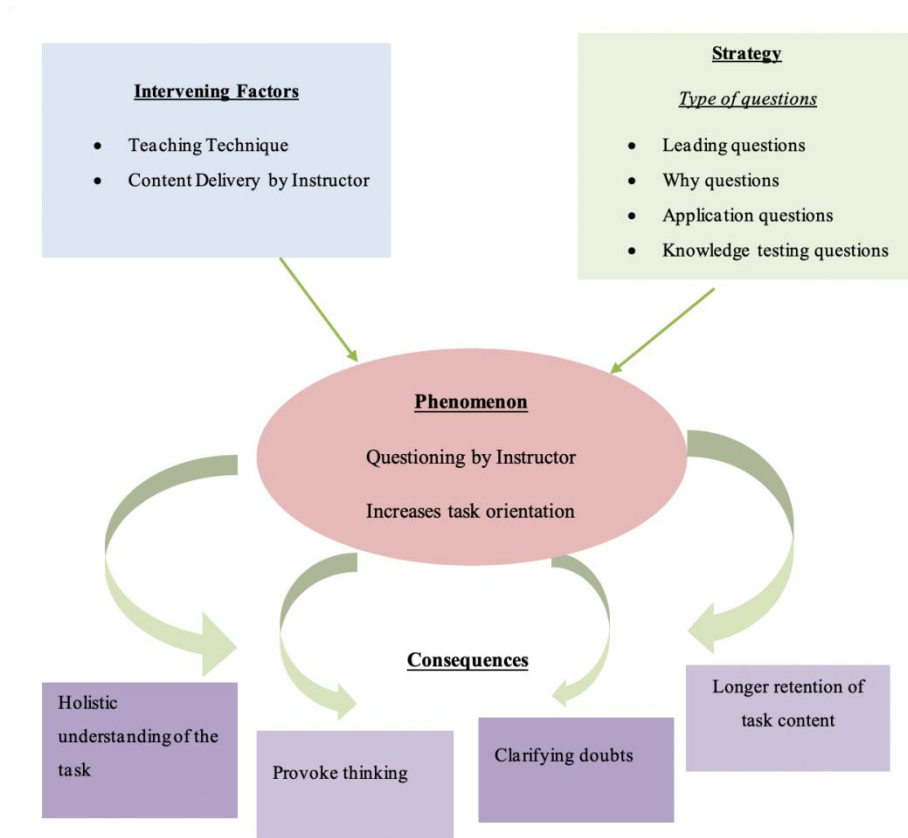 Intervening Factors
• Teaching Technique
• Content Delivery by Instructor
Strategy
Type of questions
• Leading questions
• Why questions
• Application questions
• Knowledge testing questions
Phenomenon
Questioning by Instructor
Increases task orientation
Consequences
Holistic
understanding of the
task
Provoke thinking
Clarifying doubts
Longer retention of
task content